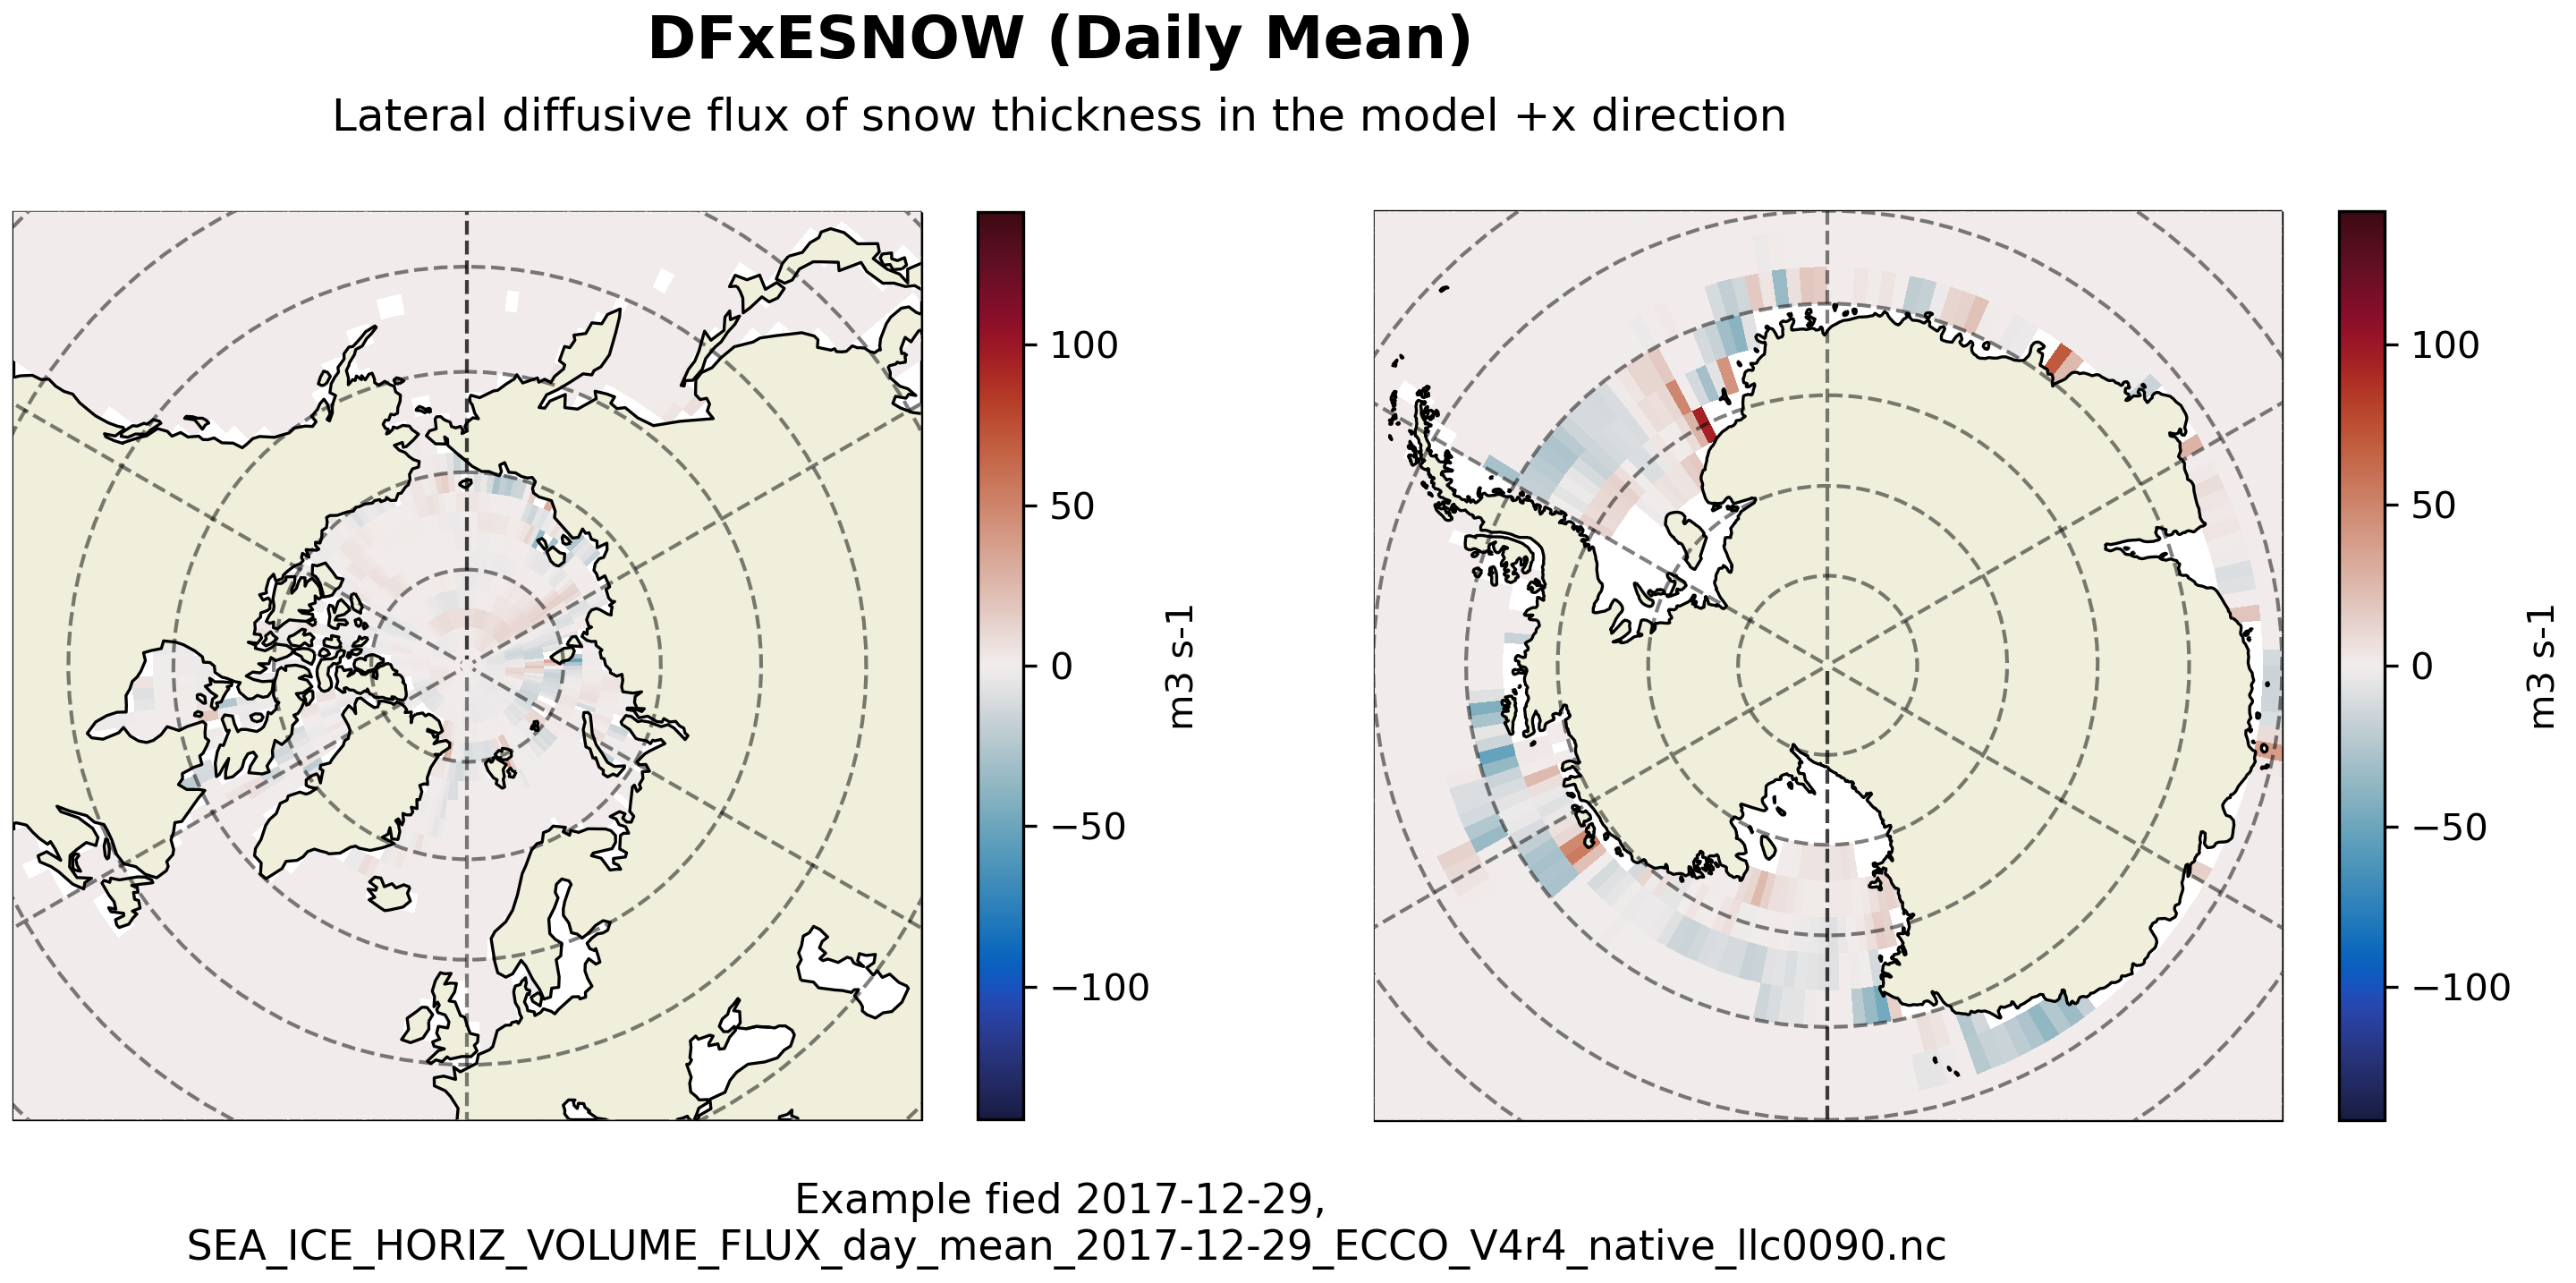 DFxESNOW (Daily Mean)
Lateral diffusive flux of snow thickness in the model +x direction
100
50
0
−50
−100
m3 s-1
100
50
0
−50
−100
m3 s-1
Example fied 2017-12-29,
SEA_ICE_HORIZ_VOLUME_FLUX_day_mean_2017-12-29_ECCO_V4r4_native_llc0090.nc